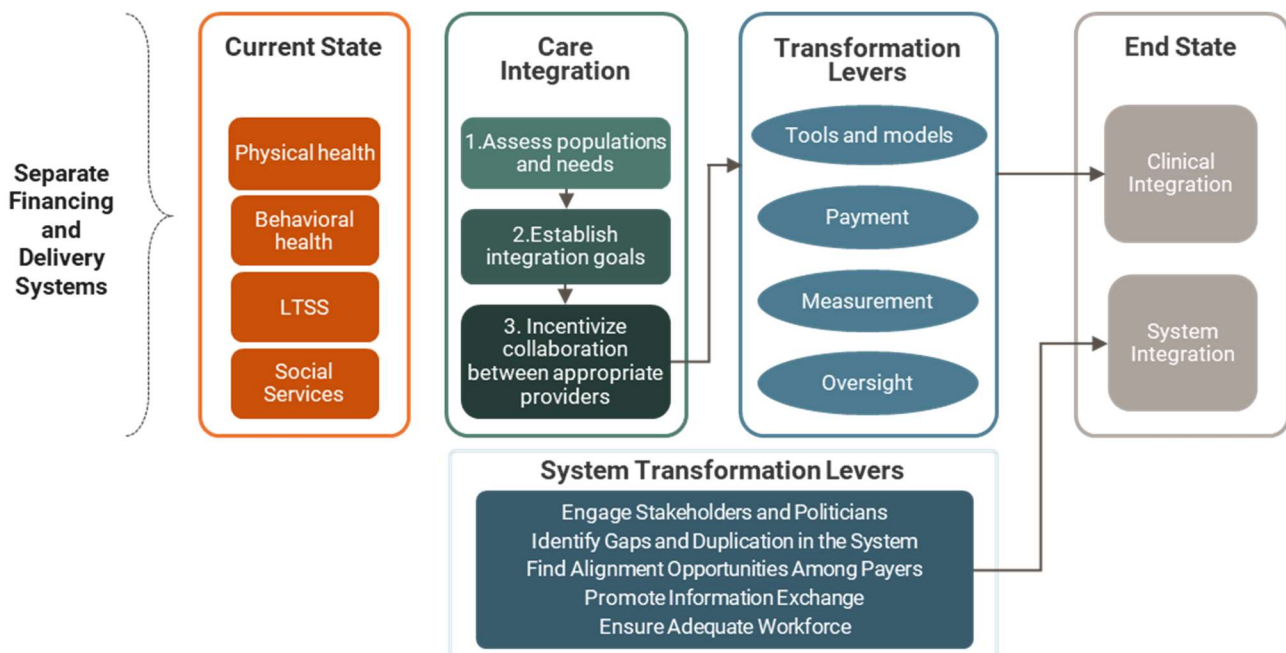 Separate
Financing
and
Delivery
Systems
Current State
Physical health
Behavioral
health
LTSS
Social
Services
Care
Integration
1.Assess populations
and needs
2.Establish
integration goals
3. Incentivize
collaboration
between appropriate
providers
Transformation
Levers
Tools and models
Payment
Measurement
Oversight
End State
Clinical
Integration
System
Integration
System Transformation Levers
Engage Stakeholders and Politicians
Identify Gaps and Duplication in the System
Find Alignment Opportunities Among Payers
Promote Information Exchange
Ensure Adequate Workforce